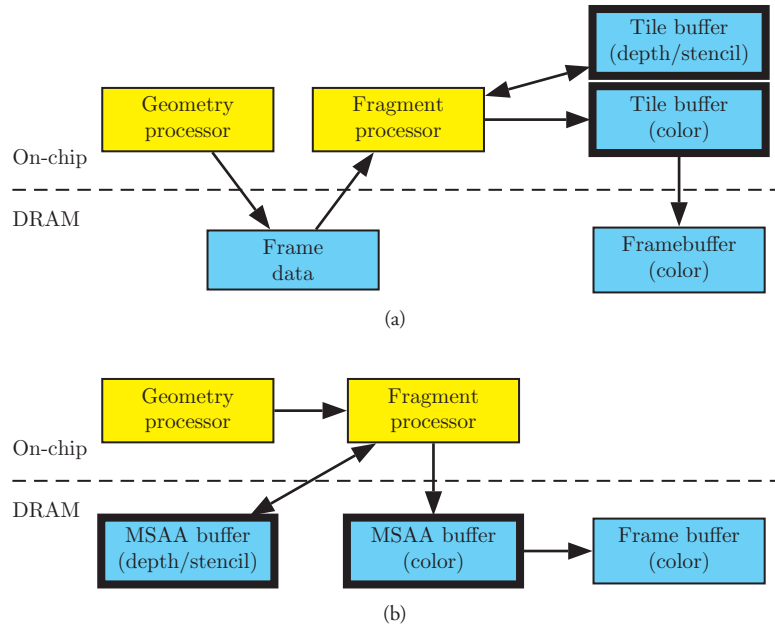 Tile buffer
(depth/stencil)
Geometry
processor
Fragment
processor
Tile buffer
(color)
On-chip
DRAM
Frame
data
Framebuffer
(color)
(a)
Geometry
processor
Fragment
processor
On-chip
DRAM
MSAA buffer
(depth/stencil)
MSAA buffer
(color)
Frame buffer
(color)
(b)